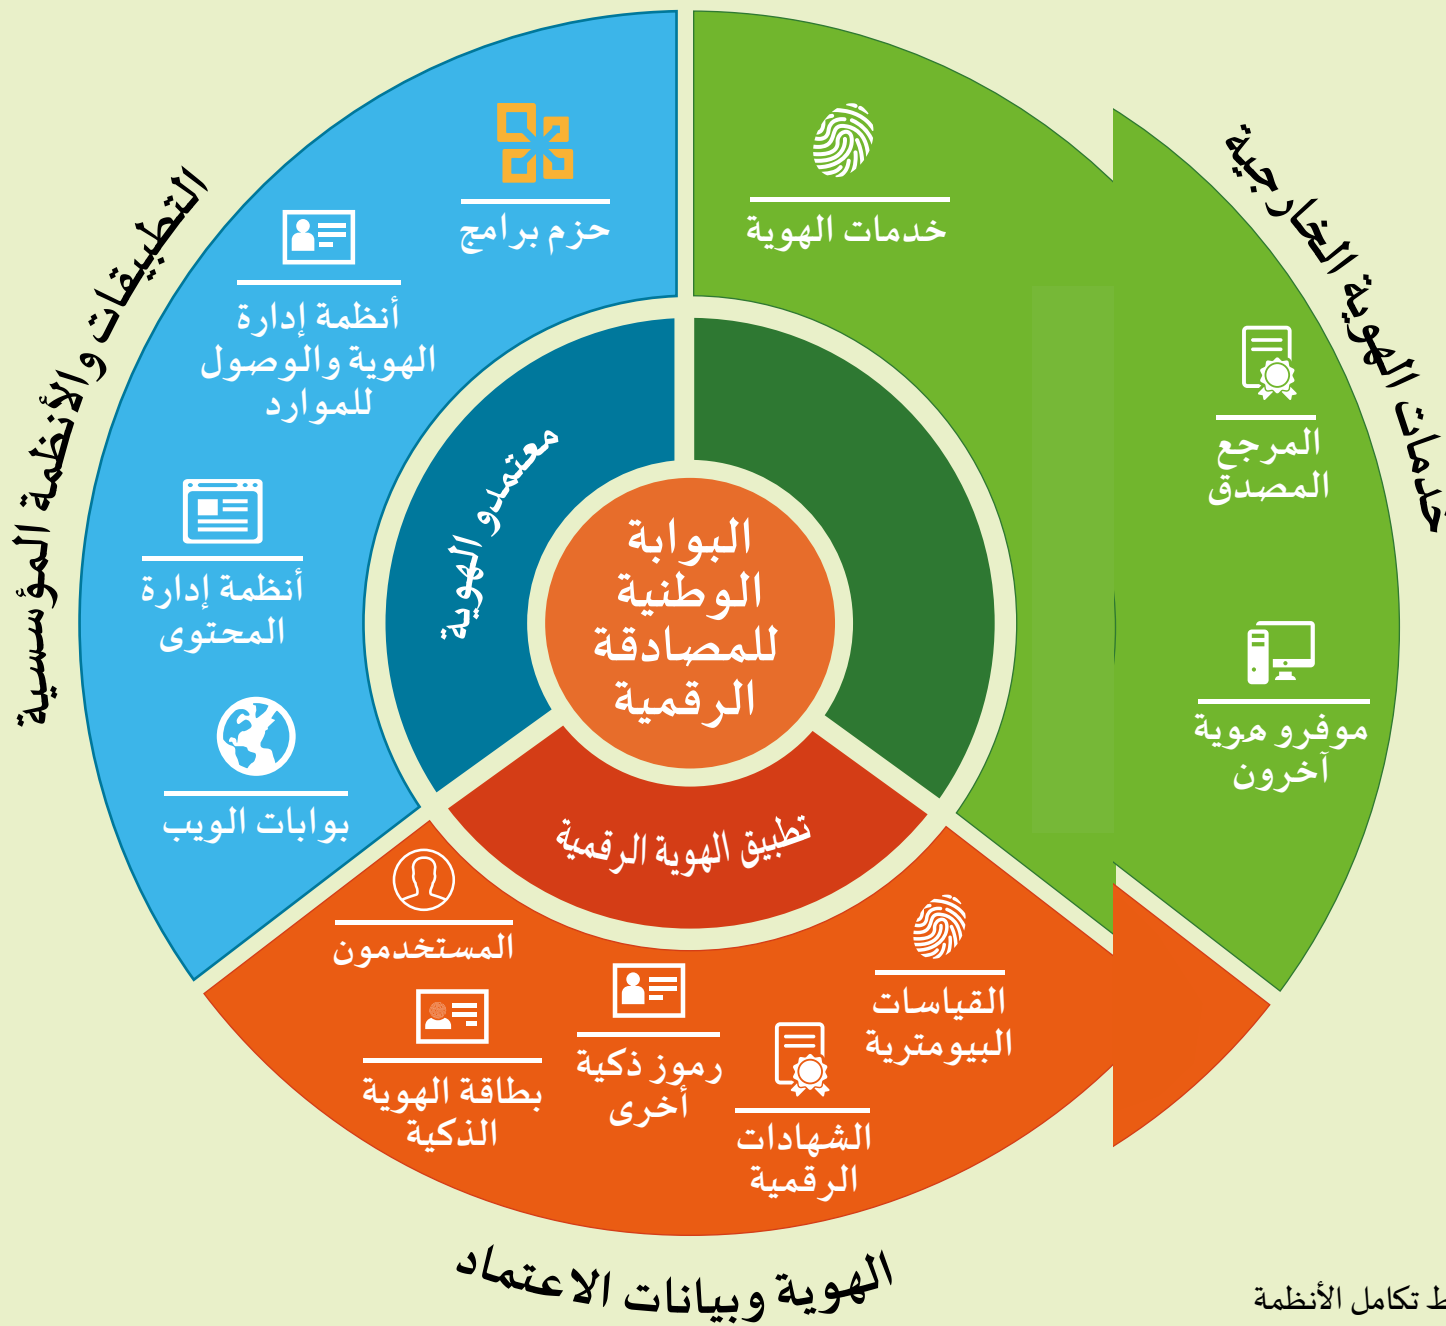 التطبيقات والأنظمة المؤسسية
خدمات الهوية الخارجية
خدمات الهوية
المرجع
المصدق
موفرو هوية
آخرون
حزم برامج
أنظمة إدارة
الهوية والوصول
للموارد
أنظمة إدارة
المحتوى
بوابات الويب
معتمدو الهوية
البوابة
الوطنية
للمصادقة
الرقمية
تطبيق الهوية الرقمية
المستخدمون
بطاقة الهوية
الذكية
رموز ذكية
أخرى
الشهادات
الرقمية
القياسات
البيومترية
الهوية وبيانات الاعتماد
تكامل الأنظمة